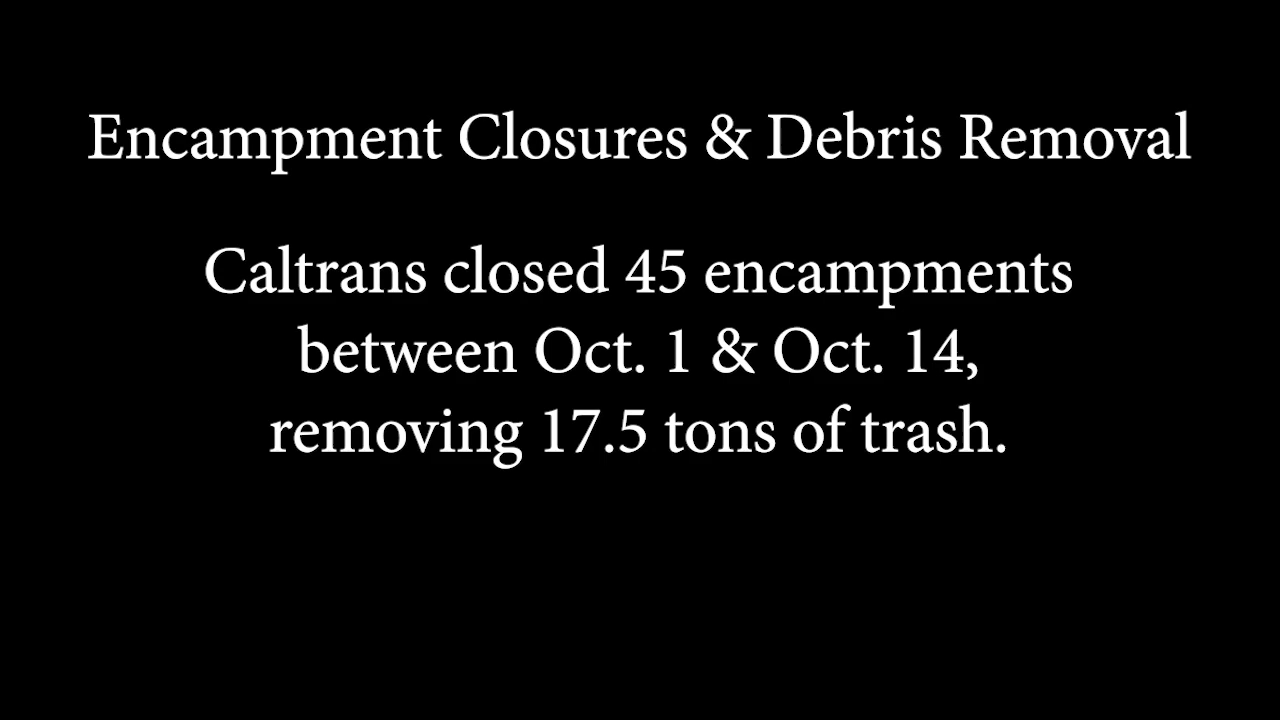 Encampment Closures & Debris Removal
Caltrans closed 45 encampments
between Oct. 1 & Oct. 14,
removing 17.5 tons of trash.